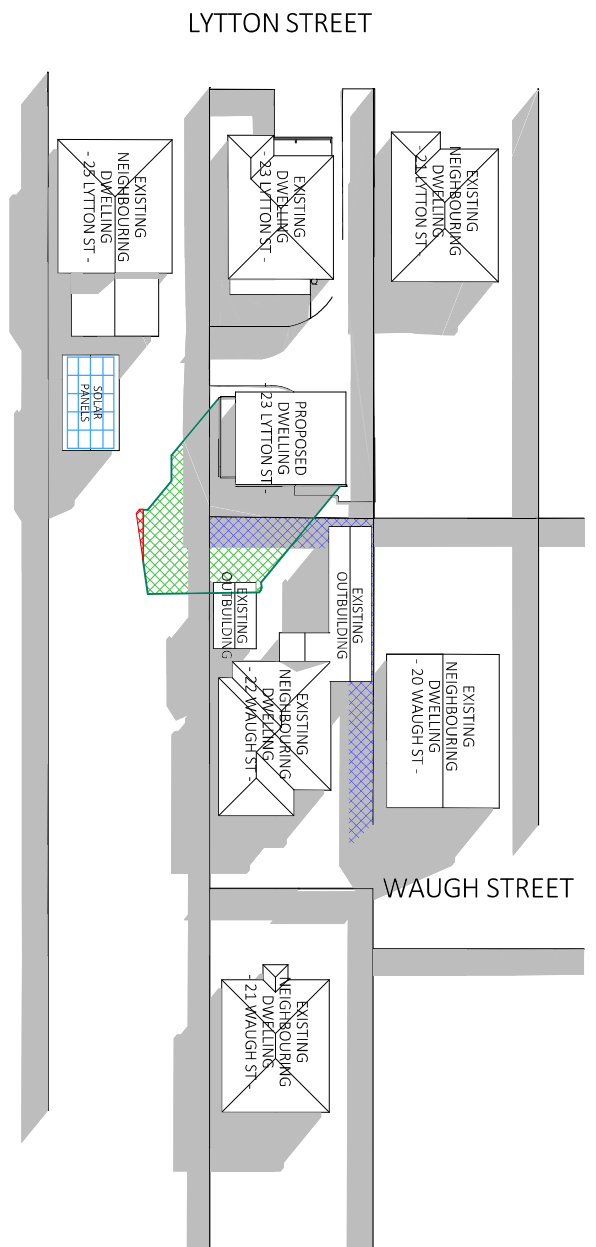 LYTTON STREET
EXISTING
NEIGHBOURING
DWELLING
- 25 LYTTON ST -
EXISTING
DWELLING
- 23 LYTTON ST -
EXISTING
NEIGHBOURING
DWELLING
- 21 LYTTON ST -
SOLAR
PANELS
PROPOSED
DWELLING
- 23 LYTTON ST -
EXISTING
OUTBUILDING
EXISTING
OUTBUILDING
EXISTING
NEIGHBOURING
DWELLING
- 22 WAUGH ST -
EXISTING
NEIGHBOURING
DWELLING
- 20 WAUGH ST -
WAUGH STREET
EXISTING
NEIGHBOURING
DWELLING
- 21 WAUGH ST -